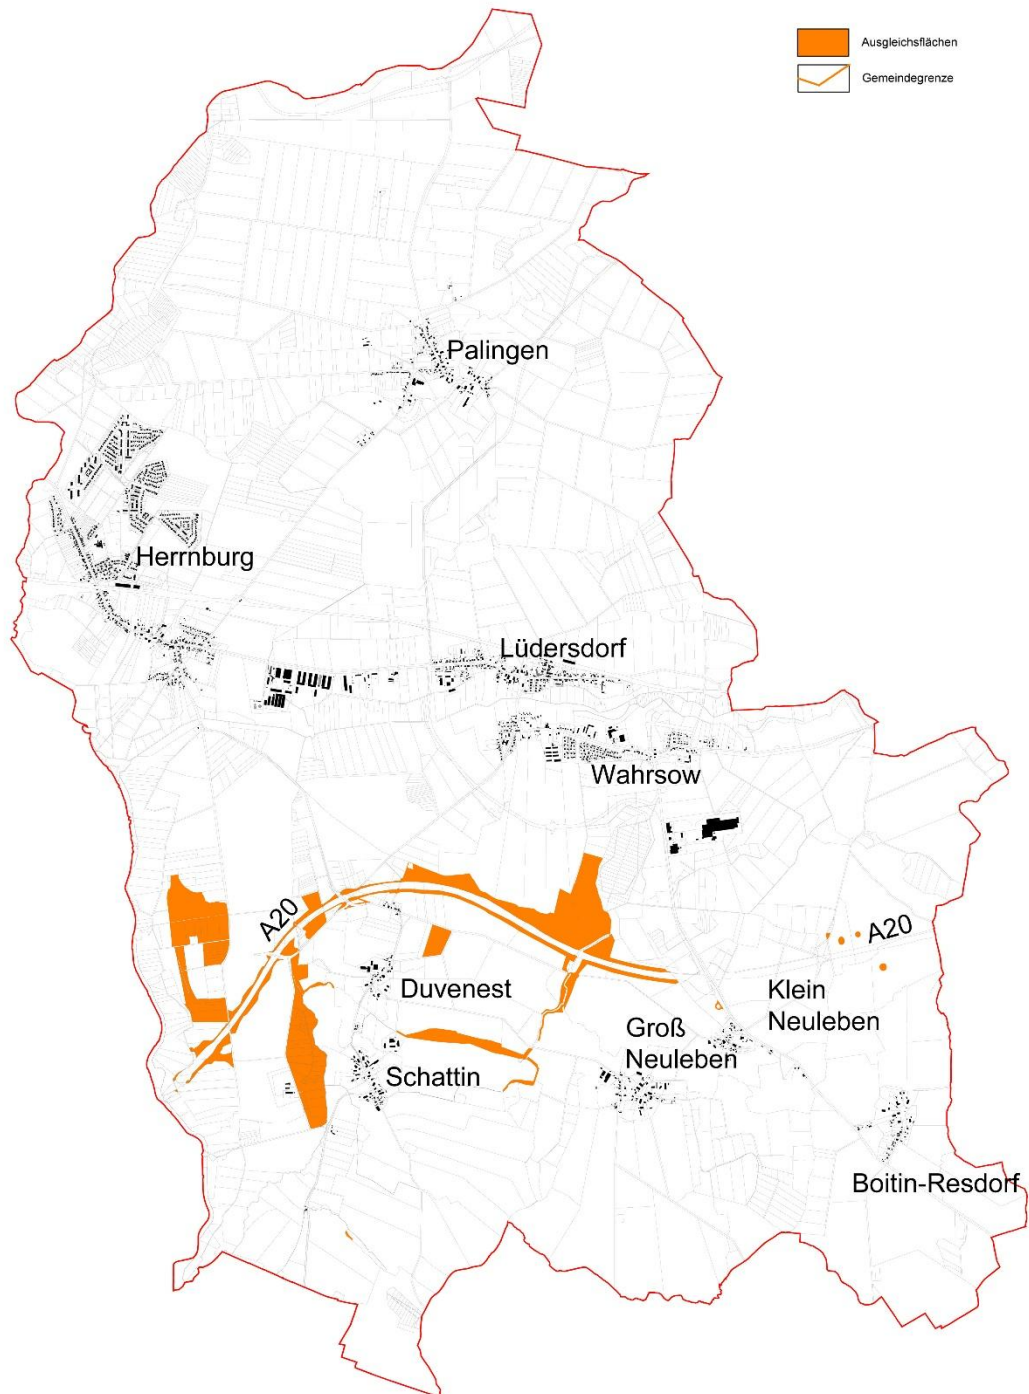 Ausgleichsflächen
Gemeindegrenze
Palingen
Herrnburg
Lüdersdorf
Wahrsow
A20
A20
Duvenest
Klein
Neuleben
Groß
Neuleben
Schattin
Boitin-Resdorf